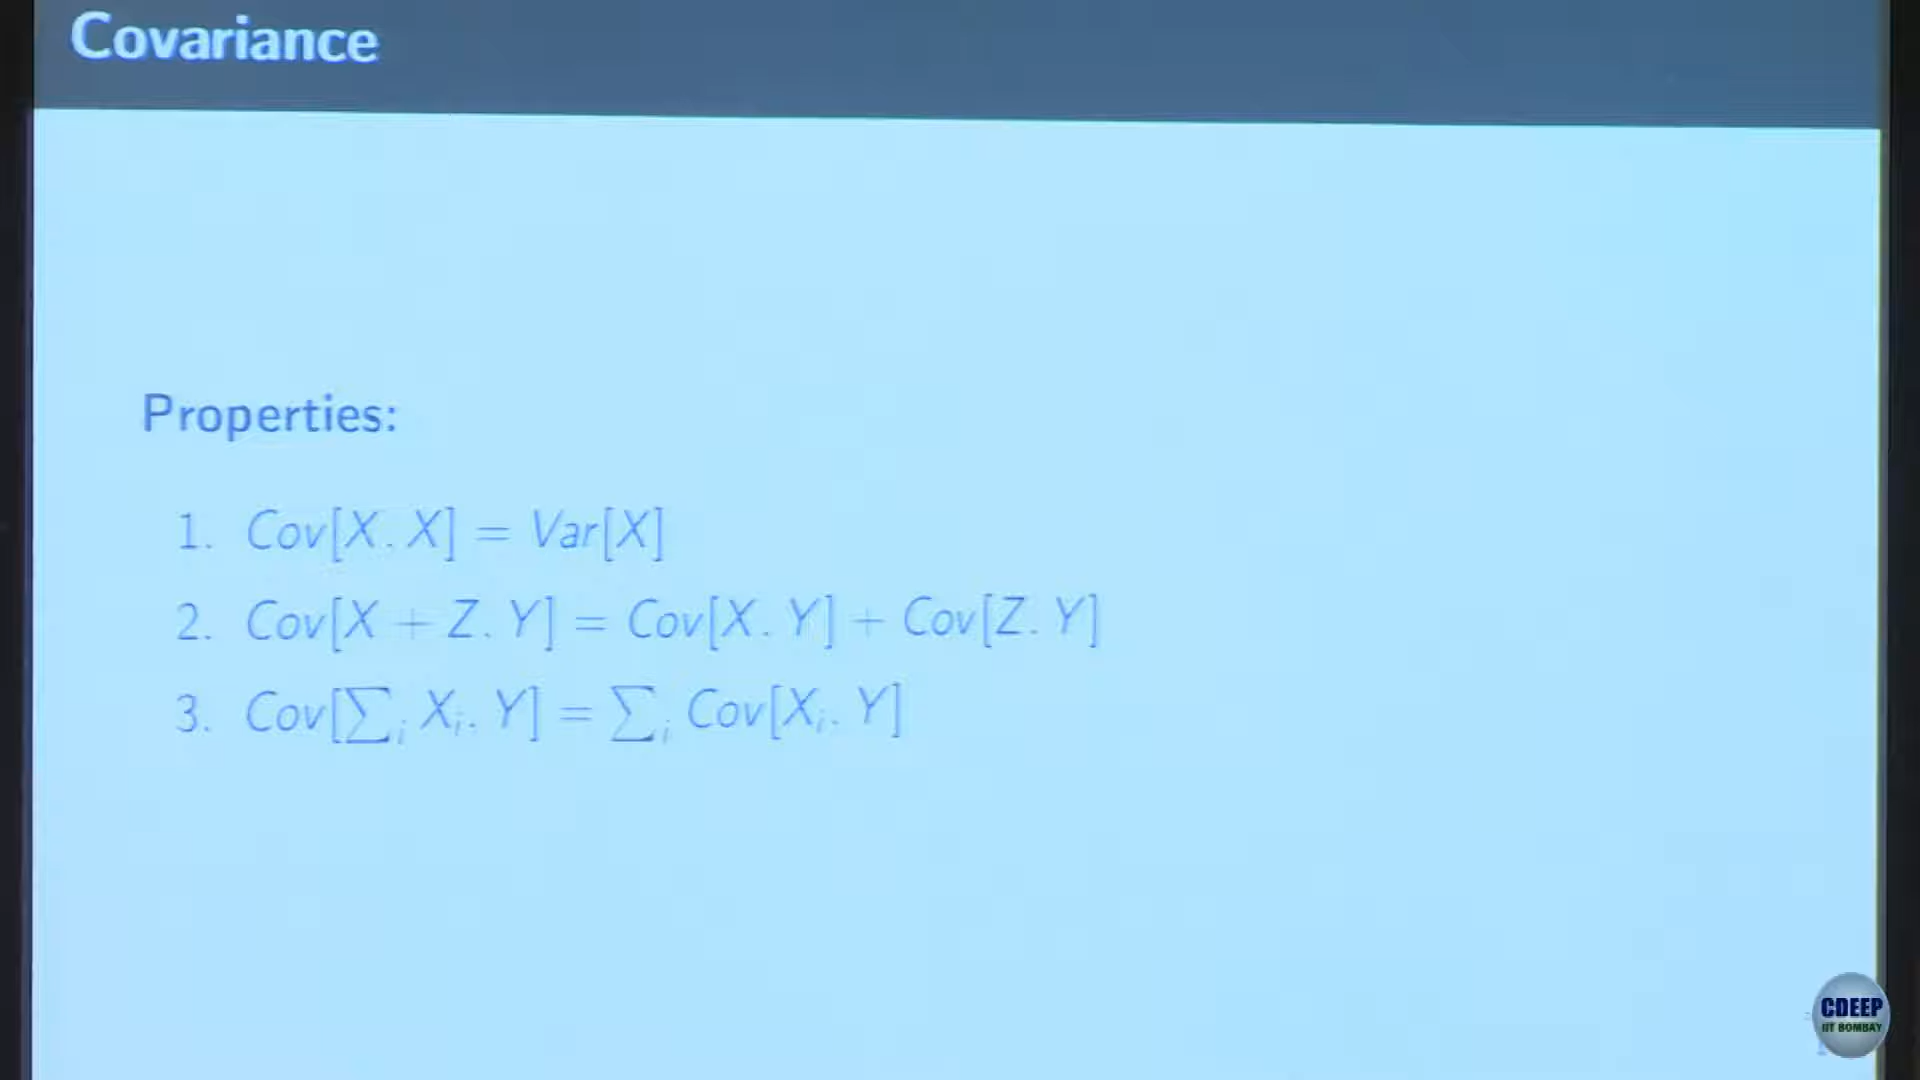 Covariance
Properties:
1. Cov[X, X] = Var[X]
2. Cov[X + Z, Y] = Cov[X, Y] + Cov[Z, Y]
3. Cov[∑ᵢ Xᵢ, Y] = ∑ᵢ Cov[Xᵢ, Y]
CDEEP
IIT BOMBAY